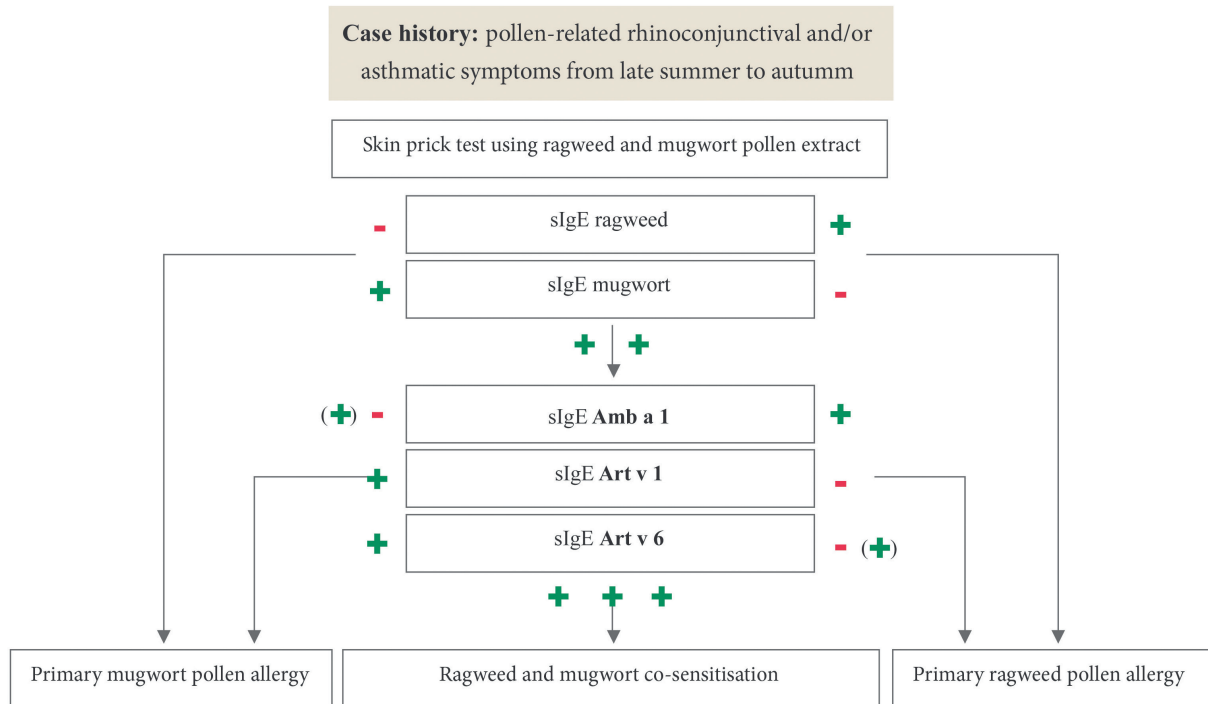 Case history: pollen-related rhinoconjunctival and/or
asthmatic symptoms from late summer to autumm
Skin prick test using ragweed and mugwort pollen extract
- sIgE ragweed +
+ sIgE mugwort -
+ +
(+) - sIgE Amb a 1 +
+ sIgE Art v 1 -
+ sIgE Art v 6 - (+)
+ + +
Primary mugwort pollen allergy
Ragweed and mugwort co-sensitisation
Primary ragweed pollen allergy